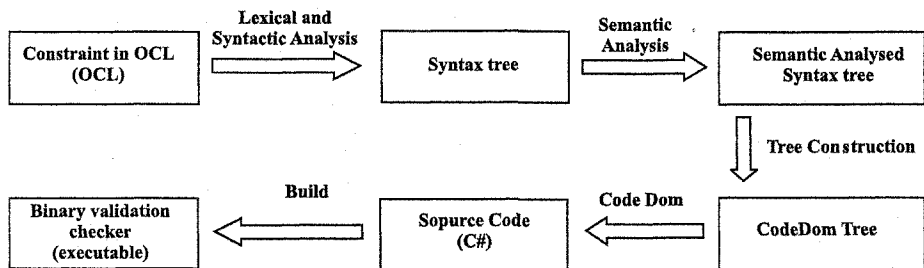 Lexical and
Syntactic Analysis
Semantic
Analysis
Constraint in OCL
(OCL)
Syntax tree
Semantic Analysed
Syntax tree
Tree Construction
Build
Code Dom
Binary validation
checker
(executable)
Sopurce Code
(C#)
CodeDom Tree